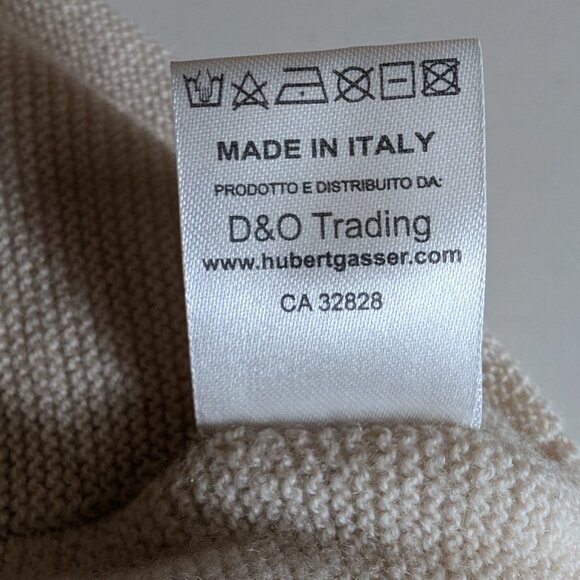 MADE IN ITALY
PRODOTTO E DISTRIBUITO DA:
D&O Trading
www.hubertgasser.com
CA 32828